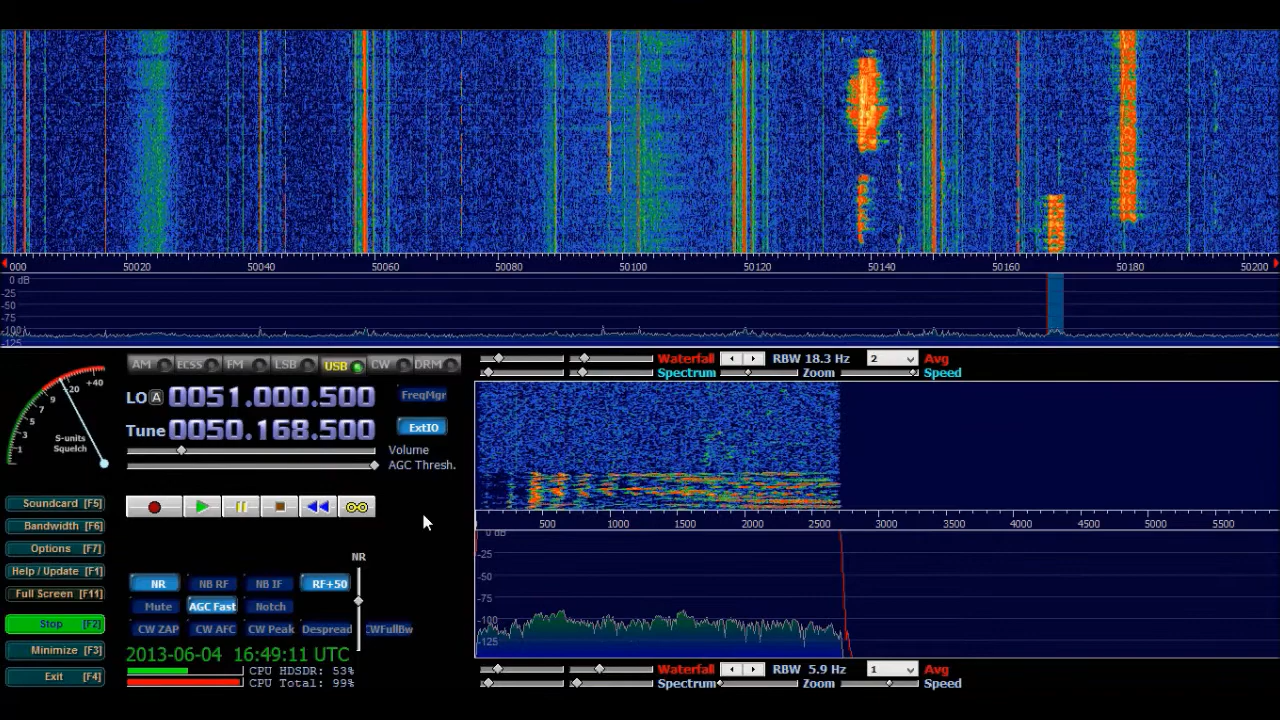 000 50020 50040 50060 50080 50100 50120 50140 50160 50180 50200
0 dB
-25
-50
-75
-100
-125
AM ECSS FM LSB USB CW DRM
Waterfall RBW 18.3 Hz 2 Avg
Spectrum Zoom Speed
+20 +40
9
7
5
3
1
S-units
Squelch
LO A 0051.000.500 FreqMgr
Tune 0050.168.500 ExtIO
Volume
AGC Thresh.
Soundcard [F5]
Bandwidth [F6]
Options [F7]
Help / Update [F1]
Full Screen [F11]
Stop [F2]
Minimize [F3]
Exit [F4]
NR
NR NB RF NB IF RF+50
Mute AGC Fast Notch
CW ZAP CW AFC CW Peak Despread CWFullBw
2013-06-04 16:49:11 UTC
CPU HDSDR: 53%
CPU Total: 99%
500 1000 1500 2000 2500 3000 3500 4000 4500 5000 5500
0 dB
-25
-50
-75
-100
-125
Waterfall RBW 5.9 Hz 1 Avg
Spectrum Zoom Speed